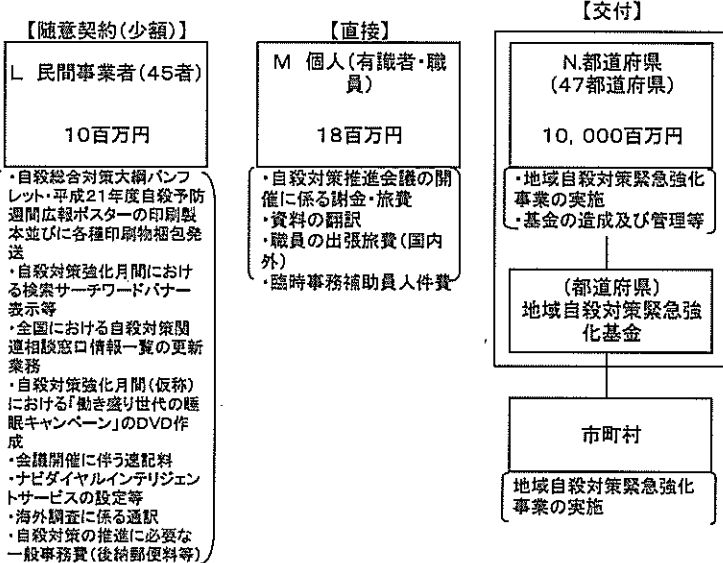 【随意契約(少額)】
L 民間事業者(45者)
10百万円
・自殺総合対策大綱パンフ
レット・平成21年度自殺予防
週間広報ポスターの印刷製
本並びに各種印刷物梱包発
送
・自殺対策強化月間におけ
る検索サーチワードバナー
表示等
・全国における自殺対策関
連相談窓口情報一覧の更新
業務
・自殺対策強化月間(仮称)
における「働き盛り世代の睡
眠キャンペーン」のDVD作
成
・会議開催に伴う速記料
・ナビダイヤルインテリジェン
トサービスの設定等
・海外調査に係る通訳
・自殺対策の推進に必要な
一般事務費(後納郵便料等)
【直接】
M 個人(有識者・職
員)
18百万円
・自殺対策推進会議の開
催に係る謝金・旅費
・資料の翻訳
・職員の出張旅費(国内
外)
・臨時事務補助員人件費
【交付】
N.都道府県
(47都道府県)
10,000百万円
・地域自殺対策緊急強化
事業の実施
・基金の造成及び管理等
(都道府県)
地域自殺対策緊急強
化基金
市町村
地域自殺対策緊急強化
事業の実施